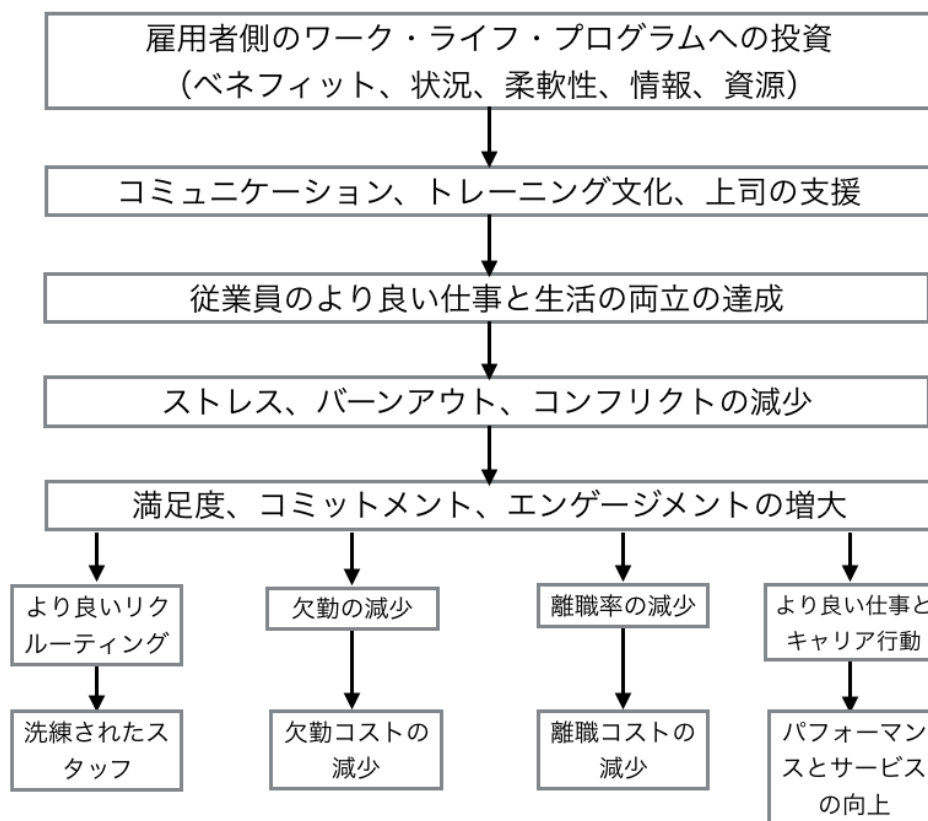 雇用者側のワーク・ライフ・プログラムへの投資
（ベネフィット、状況、柔軟性、情報、資源）
コミュニケーション、トレーニング文化、上司の支援
従業員のより良い仕事と生活の両立の達成
ストレス、バーンアウト、コンフリクトの減少
満足度、コミットメント、エンゲージメントの増大
より良いリク
ルーティング
欠勤の減少
離職率の減少
より良い仕事と
キャリア行動
洗練されたス
タッフ
欠勤コストの
減少
離職コストの
減少
パフォーマン
スとサービス
の向上